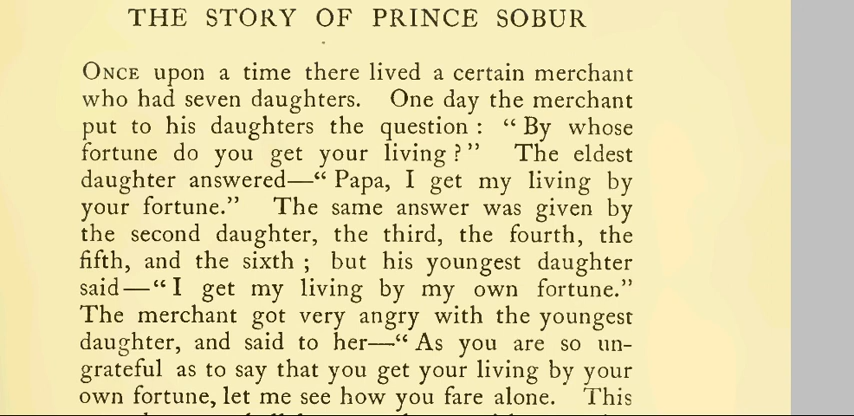 THE STORY OF PRINCE SOBUR
ONCE upon a time there lived a certain merchant
who had seven daughters. One day the merchant
put to his daughters the question : “ By whose
fortune do you get your living ? ” The eldest
daughter answered—“ Papa, I get my living by
your fortune.” The same answer was given by
the second daughter, the third, the fourth, the
fifth, and the sixth ; but his youngest daughter
said—“ I get my living by my own fortune.”
The merchant got very angry with the youngest
daughter, and said to her—“ As you are so un-
grateful as to say that you get your living by your
own fortune, let me see how you fare alone. This